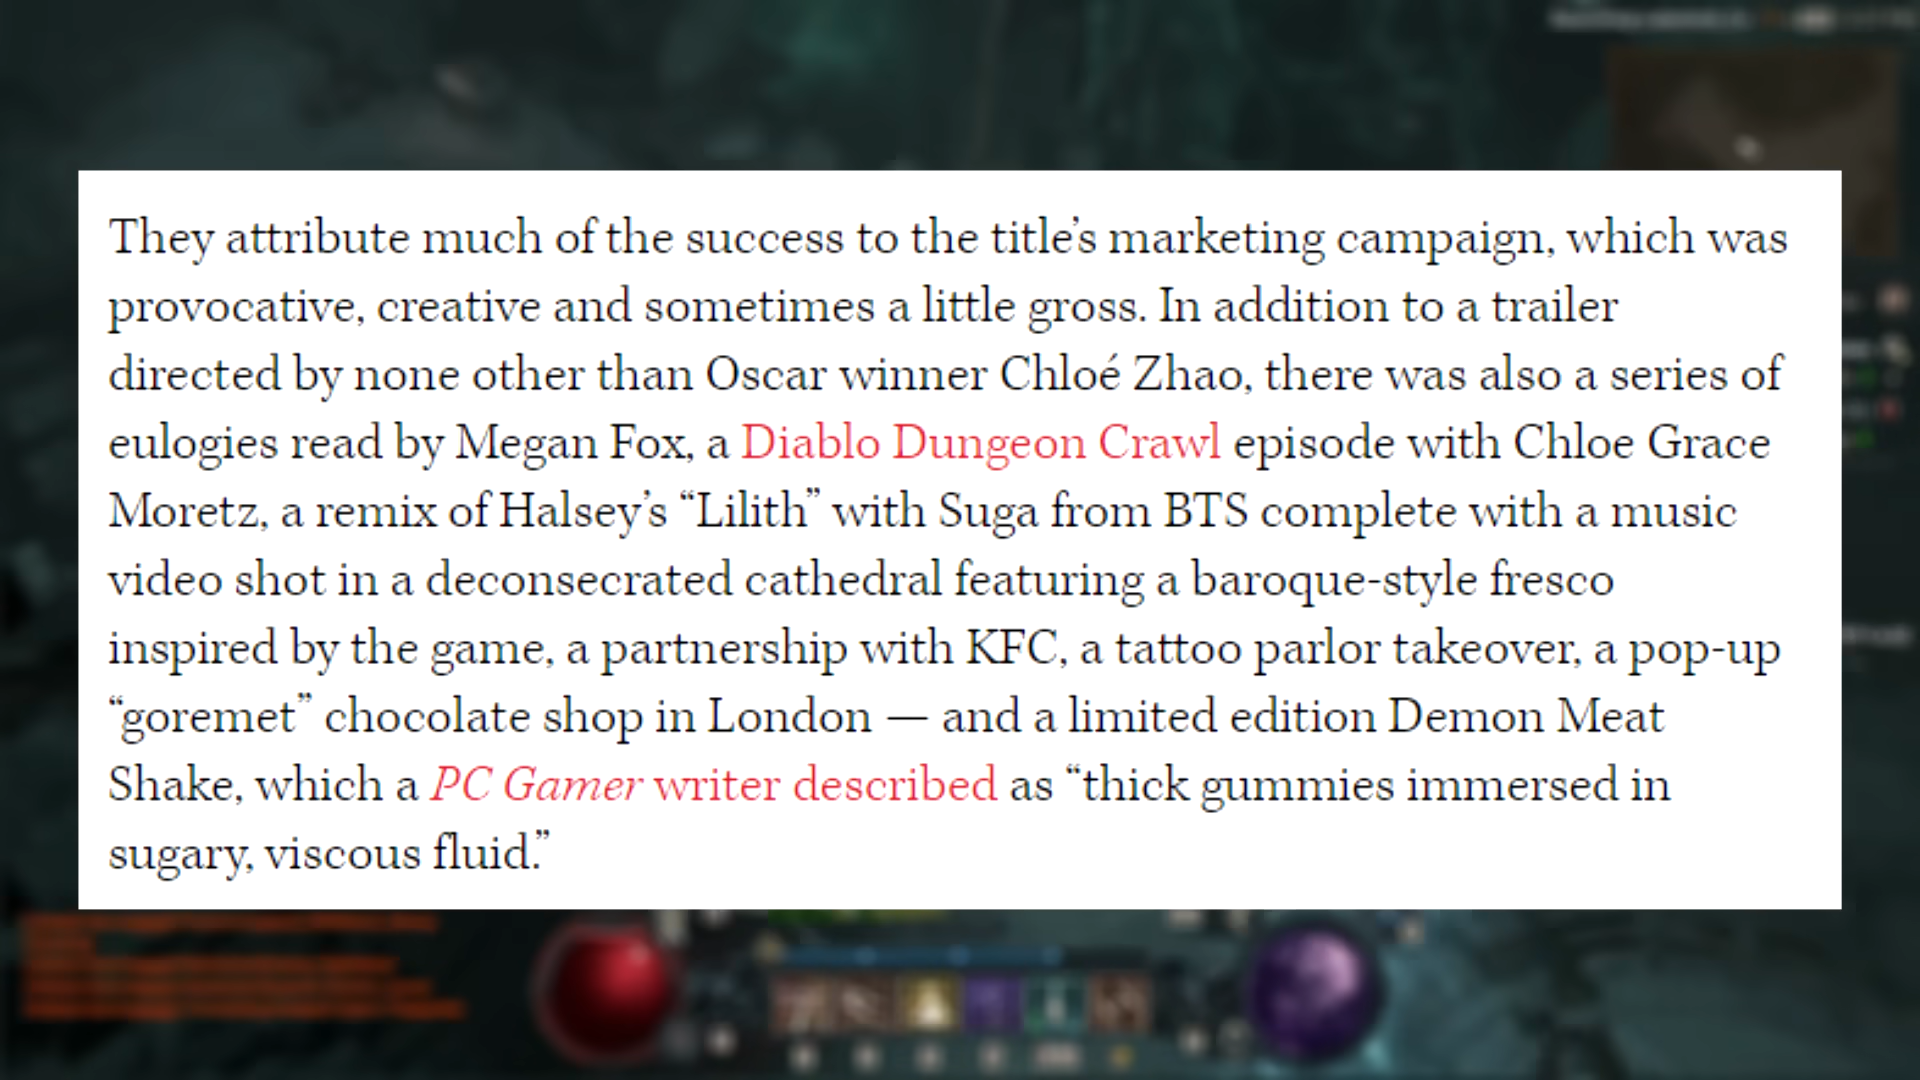 They attribute much of the success to the title’s marketing campaign, which was
provocative, creative and sometimes a little gross. In addition to a trailer
directed by none other than Oscar winner Chloé Zhao, there was also a series of
eulogies read by Megan Fox, a Diablo Dungeon Crawl episode with Chloe Grace
Moretz, a remix of Halsey’s “Lilith” with Suga from BTS complete with a music
video shot in a deconsecrated cathedral featuring a baroque-style fresco
inspired by the game, a partnership with KFC, a tattoo parlor takeover, a pop-up
“goremet” chocolate shop in London — and a limited edition Demon Meat
Shake, which a PC Gamer writer described as “thick gummies immersed in
sugary, viscous fluid.”